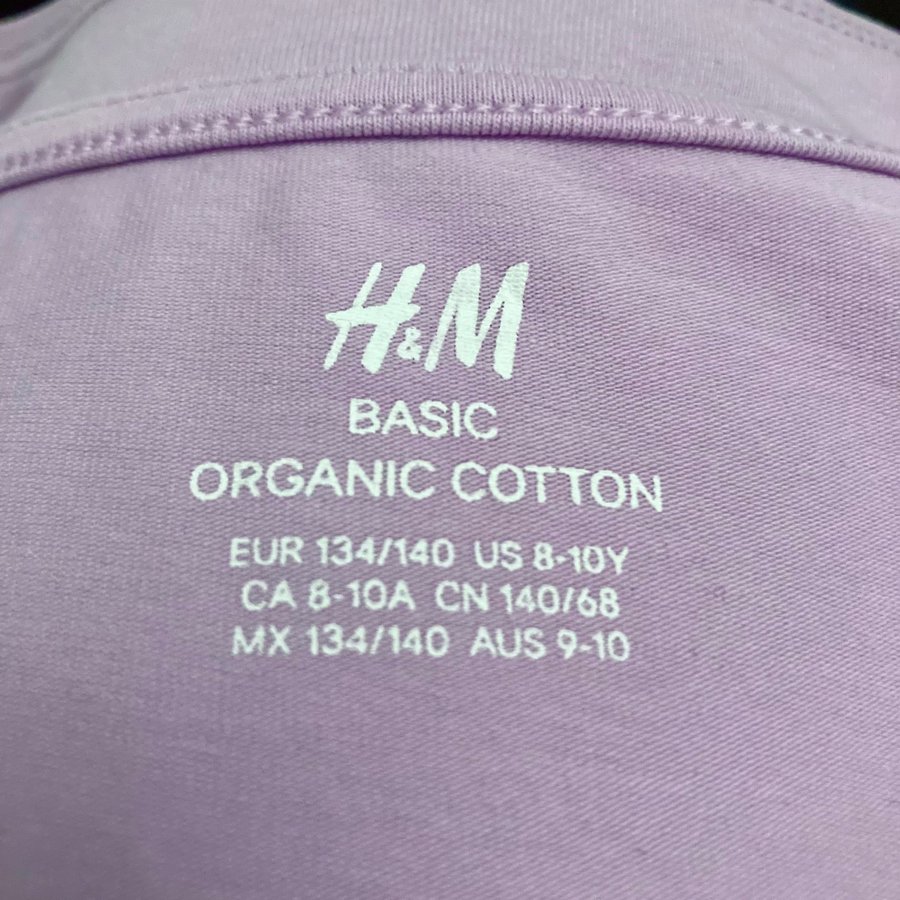 H&M
BASIC
ORGANIC COTTON
EUR 134/140 US 8-10Y
CA 8-10A CN 140/68
MX 134/140 AUS 9-10